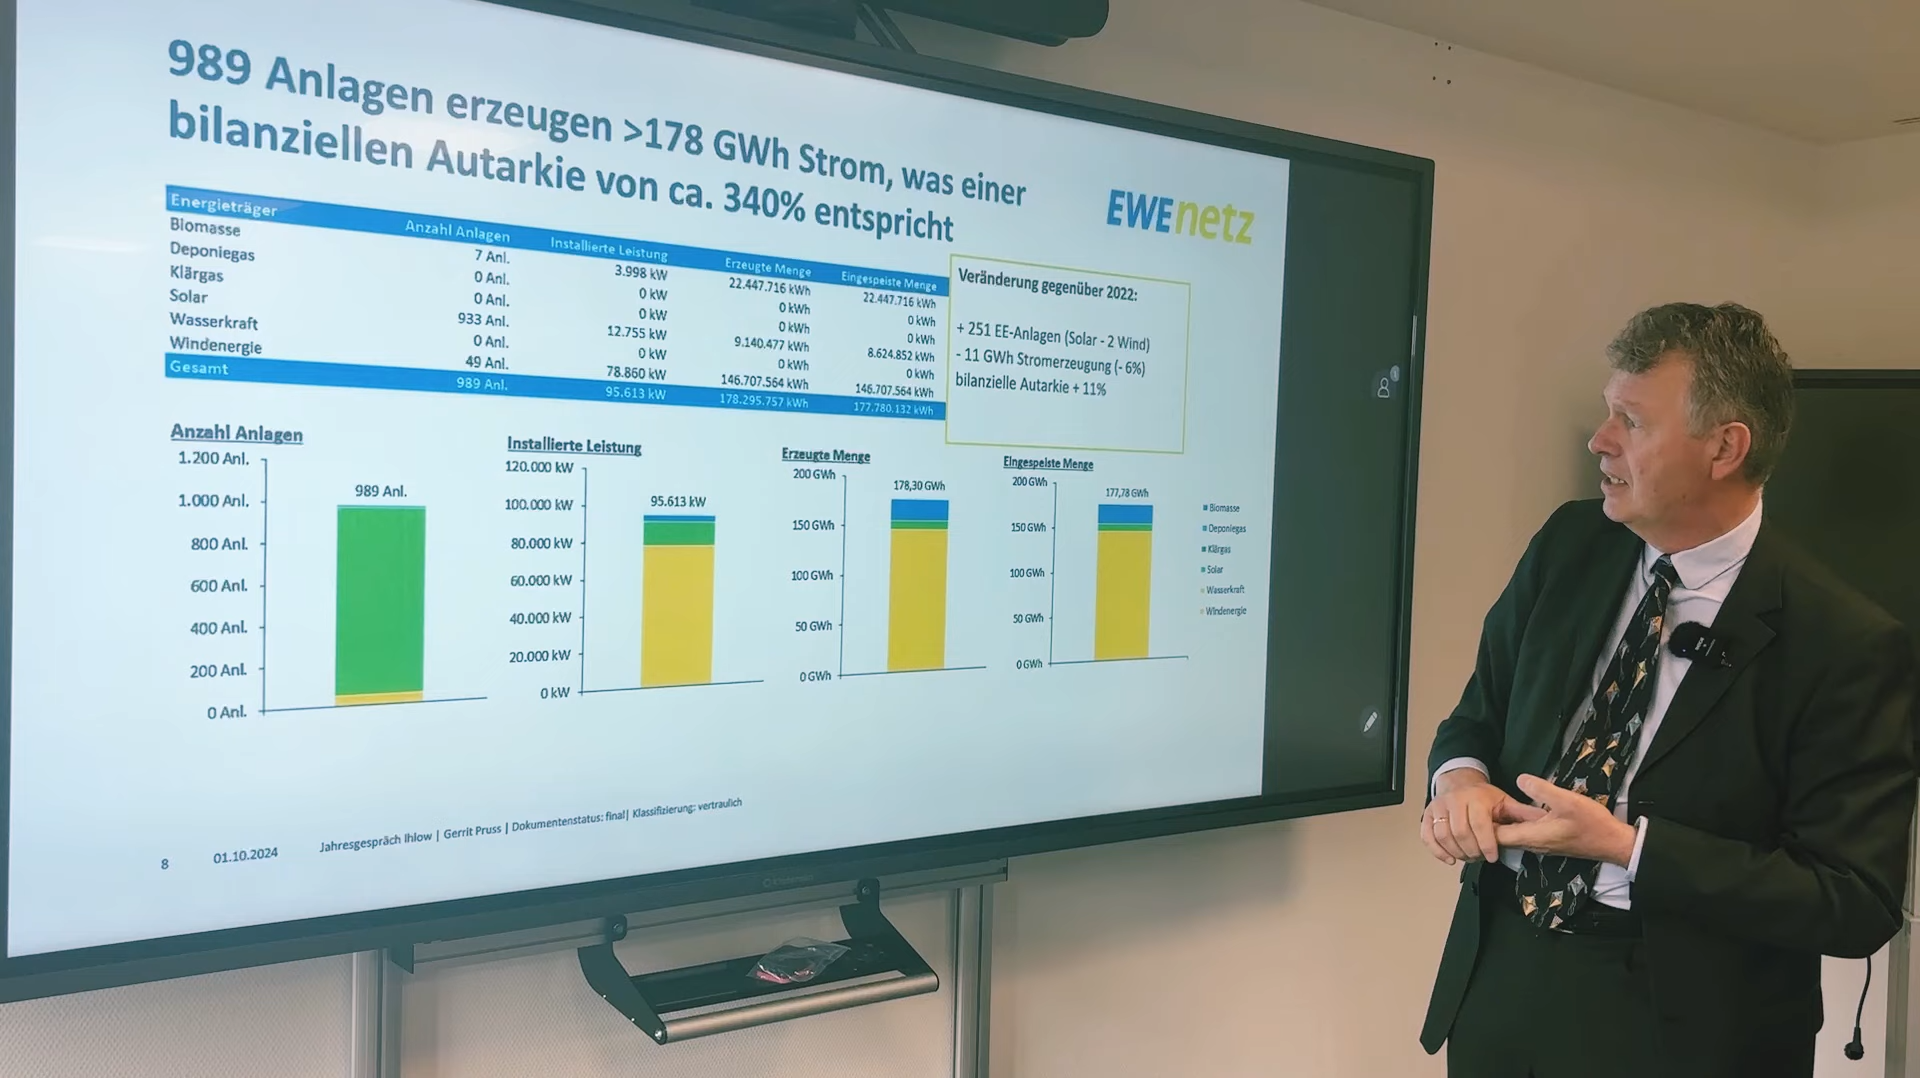 989 Anlagen erzeugen >178 GWh Strom, was einer
bilanziellen Autarkie von ca. 340% entspricht
EWEnetz
Energieträger Anzahl Anlagen Installierte Leistung Erzeugte Menge Eingespeiste Menge
Biomasse 7 Anl. 3.998 kW 22.447.716 kWh 22.447.716 kWh
Deponiegas 0 Anl. 0 kW 0 kWh 0 kWh
Klärgas 0 Anl. 0 kW 0 kWh 0 kWh
Solar 933 Anl. 12.755 kW 9.140.477 kWh 8.624.852 kWh
Wasserkraft 0 Anl. 0 kW 0 kWh 0 kWh
Windenergie 49 Anl. 78.860 kW 146.707.564 kWh 146.707.564 kWh
Gesamt 989 Anl. 95.613 kW 178.295.757 kWh 177.780.132 kWh
Veränderung gegenüber 2022:
+ 251 EE-Anlagen (Solar - 2 Wind)
- 11 GWh Stromerzeugung (- 6%)
bilanzielle Autarkie + 11%
Anzahl Anlagen
1.200 Anl.
1.000 Anl.
800 Anl.
600 Anl.
400 Anl.
200 Anl.
0 Anl.
989 Anl.
Installierte Leistung
120.000 kW
100.000 kW
80.000 kW
60.000 kW
40.000 kW
20.000 kW
0 kW
95.613 kW
Erzeugte Menge
200 GWh
150 GWh
100 GWh
50 GWh
0 GWh
178,30 GWh
Eingespeiste Menge
200 GWh
150 GWh
100 GWh
50 GWh
0 GWh
177,78 GWh
Biomasse
Deponiegas
Klärgas
Solar
Wasserkraft
Windenergie
8 01.10.2024 Jahresgespräch Ihlow | Gerrit Pruss | Dokumentenstatus: final| Klassifizierung: vertraulich